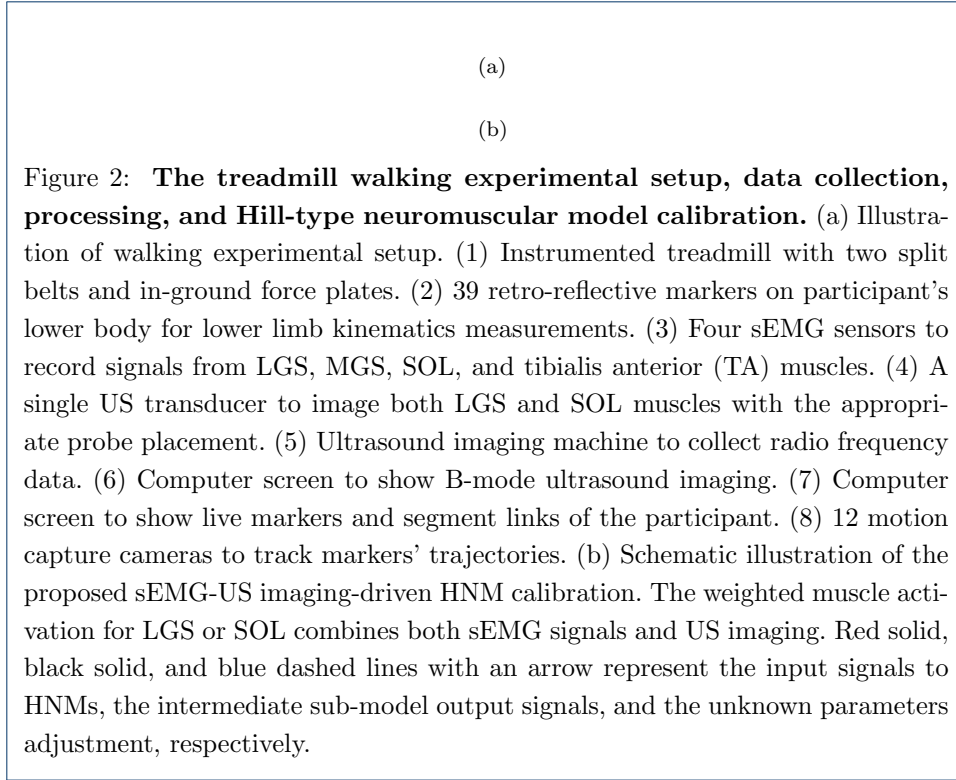 (a)
(b)
Figure 2: The treadmill walking experimental setup, data collection,
processing, and Hill-type neuromuscular model calibration. (a) Illustra-
tion of walking experimental setup. (1) Instrumented treadmill with two split
belts and in-ground force plates. (2) 39 retro-reflective markers on participant's
lower body for lower limb kinematics measurements. (3) Four sEMG sensors to
record signals from LGS, MGS, SOL, and tibialis anterior (TA) muscles. (4) A
single US transducer to image both LGS and SOL muscles with the appropri-
ate probe placement. (5) Ultrasound imaging machine to collect radio frequency
data. (6) Computer screen to show B-mode ultrasound imaging. (7) Computer
screen to show live markers and segment links of the participant. (8) 12 motion
capture cameras to track markers' trajectories. (b) Schematic illustration of the
proposed sEMG-US imaging-driven HNM calibration. The weighted muscle acti-
vation for LGS or SOL combines both sEMG signals and US imaging. Red solid,
black solid, and blue dashed lines with an arrow represent the input signals to
HNMs, the intermediate sub-model output signals, and the unknown parameters
adjustment, respectively.